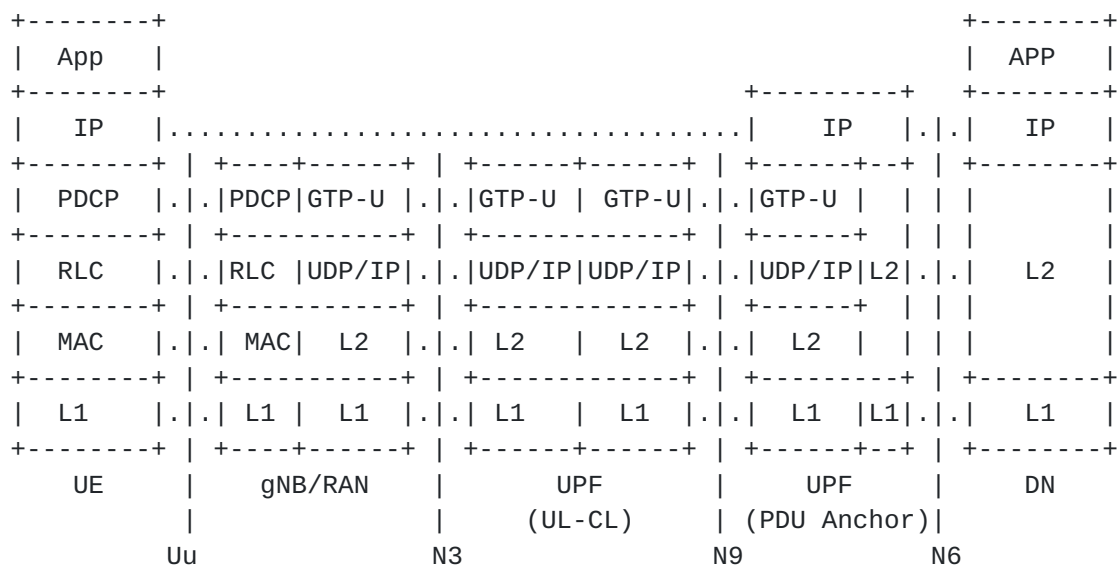 +--------+                                                     +--------+
|  App   |                                                     |  APP   |
+--------+                                      +---------+    +--------+
|   IP   |......................................|    IP   |.|.|   IP   |
+--------+ | +----+------+ | +------+------+ | +------+--+ | +--------+
|  PDCP  |.|.|PDCP|GTP-U |.|.|GTP-U | GTP-U|.|.|GTP-U |  | | |        |
+--------+ | +-----------+ | +-------------+ | +------+  | | |        |
|  RLC   |.|.|RLC |UDP/IP|.|.|UDP/IP|UDP/IP|.|.|UDP/IP|L2|.|.|   L2   |
+--------+ | +-----------+ | +-------------+ | +------+  | | |        |
|  MAC   |.|.| MAC|  L2  |.|.| L2   |  L2  |.|.|  L2  |  | | |        |
+--------+ | +-----------+ | +-------------+ | +---------+ | +--------+
|  L1    |.|.| L1 |  L1  |.|.| L1   |  L1  |.|.|  L1  |L1|.|.|   L1   |
+--------+ | +----+------+ | +------+------+ | +------+--+ | +--------+
    UE     |    gNB/RAN    |       UPF       |     UPF     |     DN
           |               |     (UL-CL)     | (PDU Anchor)|
          Uu               N3                N9            N6